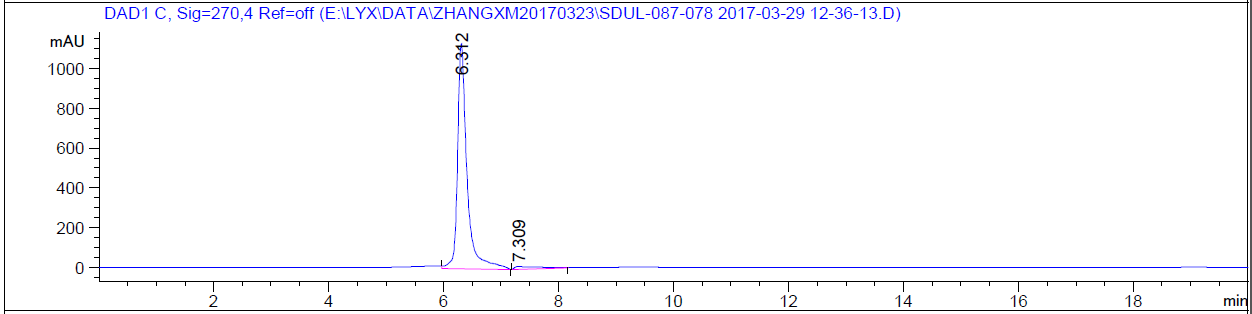 DAD1 C, Sig=270,4 Ref=off (E:\LYX\DATA\ZHANGXM20170323\SDUL-087-078 2017-03-29 12-36-13.D)
mAU
6.312
1000
800
600
400
200
7.309
0
2 4 6 8 10 12 14 16 18 min